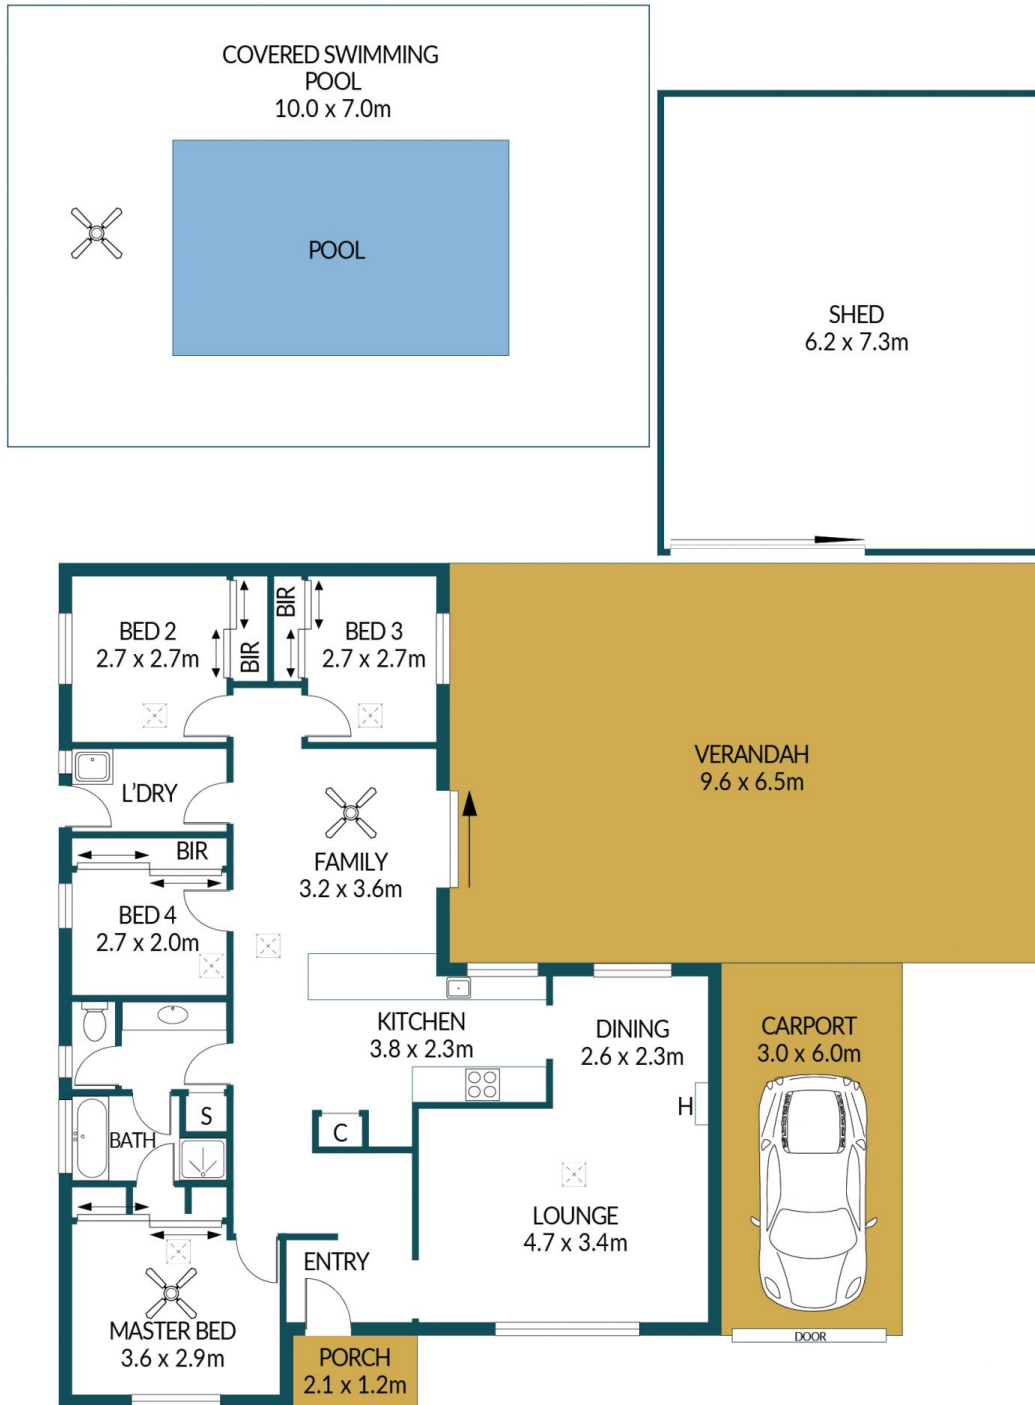 COVERED SWIMMING
POOL
10.0 x 7.0m
POOL
SHED
6.2 x 7.3m
BED 2
2.7 x 2.7m
BIR
BIR
BED 3
2.7 x 2.7m
VERANDAH
9.6 x 6.5m
L'DRY
BIR
FAMILY
3.2 x 3.6m
BED 4
2.7 x 2.0m
KITCHEN
3.8 x 2.3m
DINING
2.6 x 2.3m
CARPORT
3.0 x 6.0m
H
S
C
BATH
LOUNGE
4.7 x 3.4m
ENTRY
MASTER BED
3.6 x 2.9m
PORCH
2.1 x 1.2m
DOOR